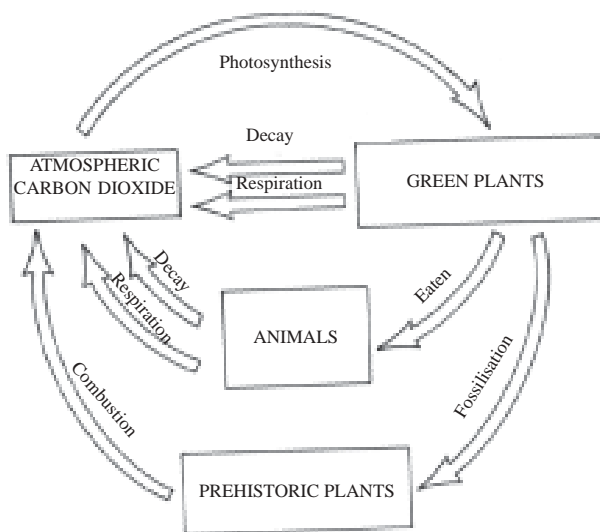 Photosynthesis
Decay
ATMOSPHERIC
CARBON DIOXIDE
Respiration
GREEN PLANTS
Decay
Respiration
Eaten
ANIMALS
Fossilisation
Combustion
PREHISTORIC PLANTS